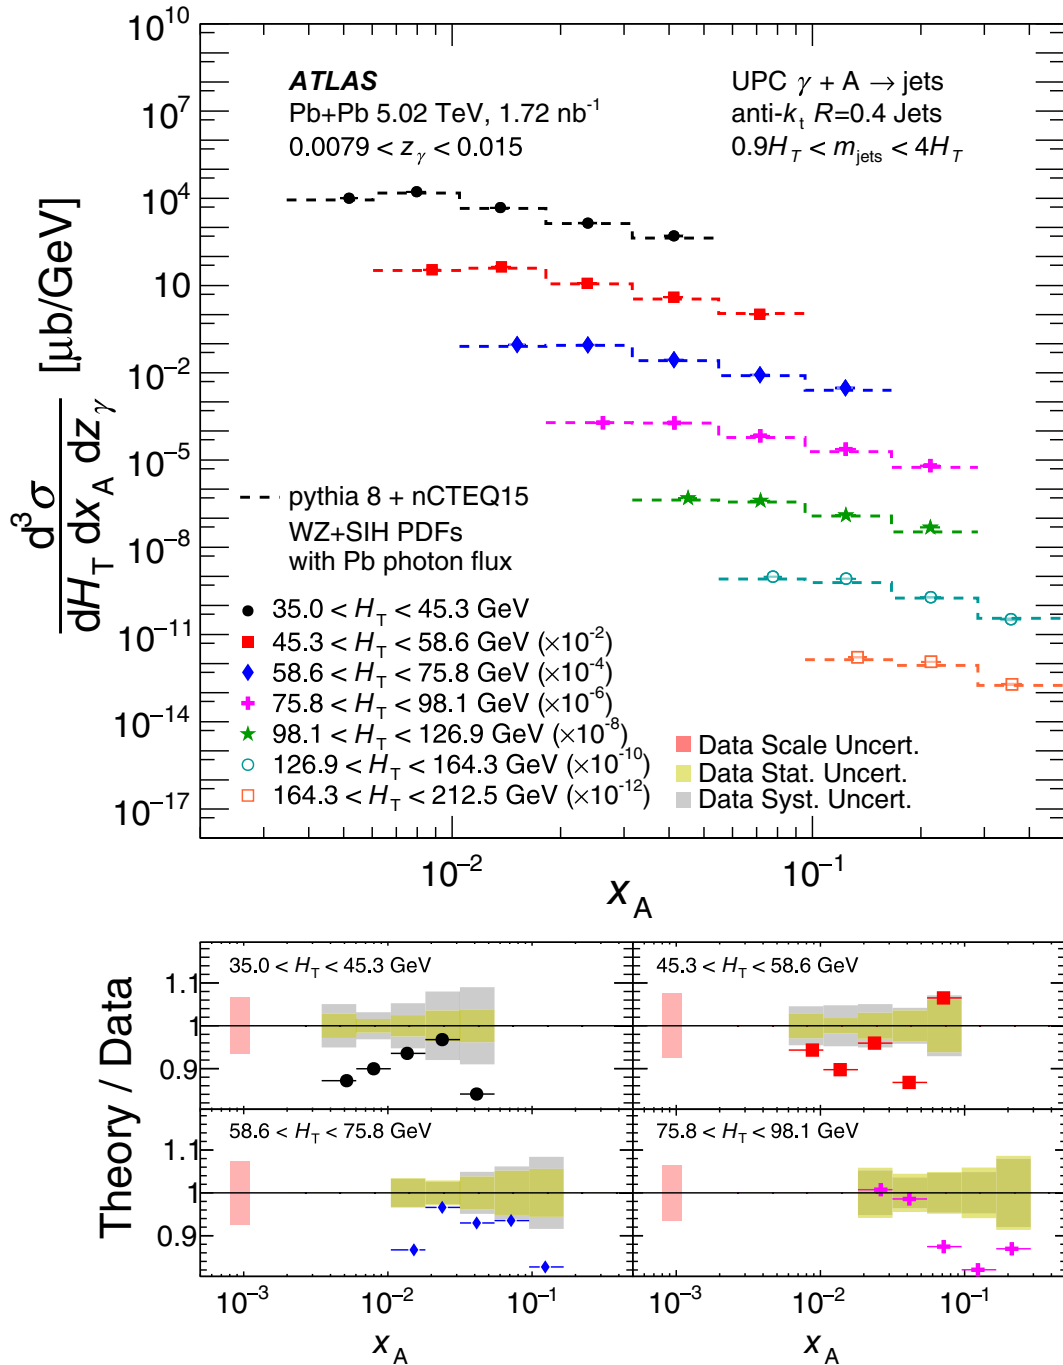 ATLAS
Pb+Pb 5.02 TeV, 1.72 nb⁻¹
0.0079 < z_γ < 0.015
UPC γ + A → jets
anti-k_t R=0.4 Jets
0.9H_T < m_jets < 4H_T
10¹⁰
10⁷
10⁴
10
10⁻²
10⁻⁵
10⁻⁸
10⁻¹¹
10⁻¹⁴
10⁻¹⁷
d³σ
dH_T dx_A dz_γ
[μb/GeV]
pythia 8 + nCTEQ15
WZ+SIH PDFs
with Pb photon flux
35.0 < H_T < 45.3 GeV
45.3 < H_T < 58.6 GeV (×10⁻²)
58.6 < H_T < 75.8 GeV (×10⁻⁴)
75.8 < H_T < 98.1 GeV (×10⁻⁶)
98.1 < H_T < 126.9 GeV (×10⁻⁸)
126.9 < H_T < 164.3 GeV (×10⁻¹⁰)
164.3 < H_T < 212.5 GeV (×10⁻¹²)
Data Scale Uncert.
Data Stat. Uncert.
Data Syst. Uncert.
10⁻² 10⁻¹
x_A
Theory / Data
35.0 < H_T < 45.3 GeV
45.3 < H_T < 58.6 GeV
1.1
1
0.9
58.6 < H_T < 75.8 GeV
75.8 < H_T < 98.1 GeV
1.1
1
0.9
10⁻³ 10⁻² 10⁻¹
10⁻³ 10⁻² 10⁻¹
x_A
x_A